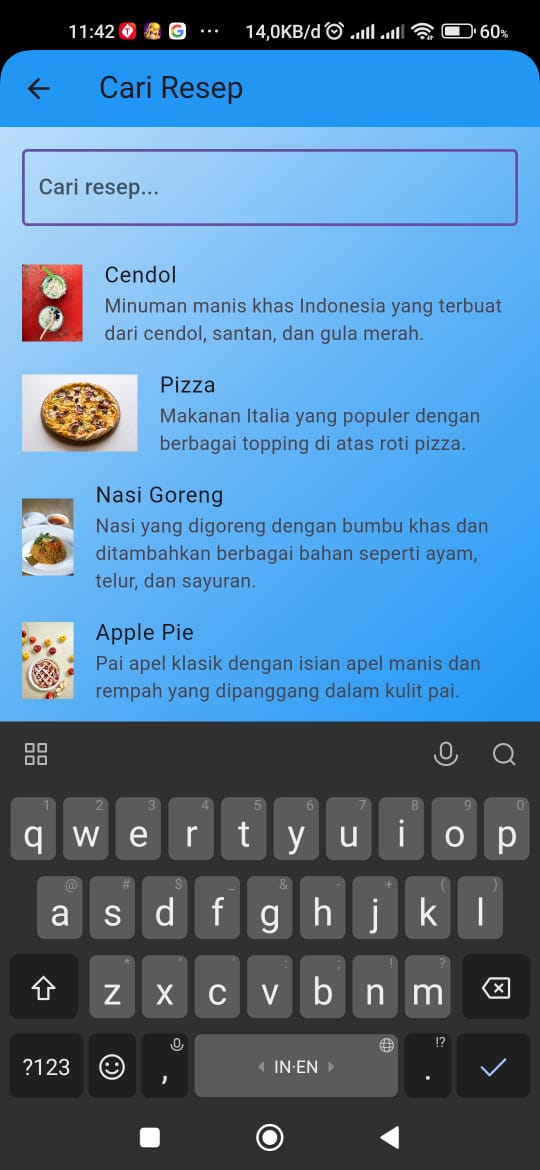 11:42 ... 14,0KB/d 60%
Cari Resep
Cari resep...
Cendol
Minuman manis khas Indonesia yang terbuat
dari cendol, santan, dan gula merah.
Pizza
Makanan Italia yang populer dengan
berbagai topping di atas roti pizza.
Nasi Goreng
Nasi yang digoreng dengan bumbu khas dan
ditambahkan berbagai bahan seperti ayam,
telur, dan sayuran.
Apple Pie
Pai apel klasik dengan isian apel manis dan
rempah yang dipanggang dalam kulit pai.
1 2 3 4 5 6 7 8 9 0
q w e r t y u i o p
@ # $ _ & - + ( )
a s d f g h j k l
* " ' : ; ! ?
z x c v b n m
!?
?123 , IN·EN .